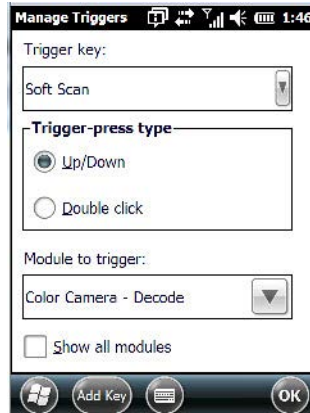 Manage Triggers 1:46
Trigger key:
Soft Scan
Trigger-press type
Up/Down
Double click
Module to trigger:
Color Camera - Decode
Show all modules
Add Key OK